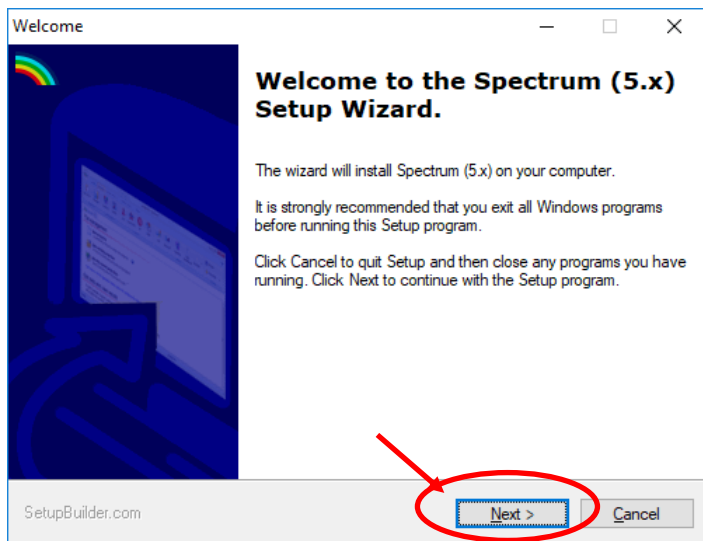 Welcome
Welcome to the Spectrum (5.x)
Setup Wizard.
The wizard will install Spectrum (5.x) on your computer.
It is strongly recommended that you exit all Windows programs
before running this Setup program.
Click Cancel to quit Setup and then close any programs you have
running. Click Next to continue with the Setup program.
SetupBuilder.com
Next >
Cancel